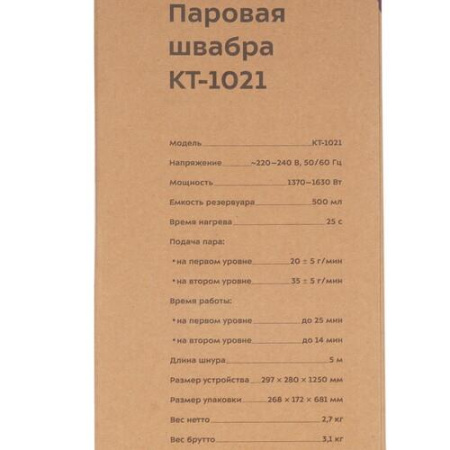 Паровая
швабра
КТ-1021
Модель КТ-1021
Напряжение ~220–240 В, 50/60 Гц
Мощность 1370–1630 Вт
Емкость резервуара 500 мл
Время нагрева 25 с
Подача пара:
• на первом уровне 20 ± 5 г/мин
• на втором уровне 35 ± 5 г/мин
Время работы:
• на первом уровне до 25 мин
• на втором уровне до 14 мин
Длина шнура 5 м
Размер устройства 297 × 280 × 1250 мм
Размер упаковки 268 × 172 × 681 мм
Вес нетто 2,7 кг
Вес брутто 3,1 кг